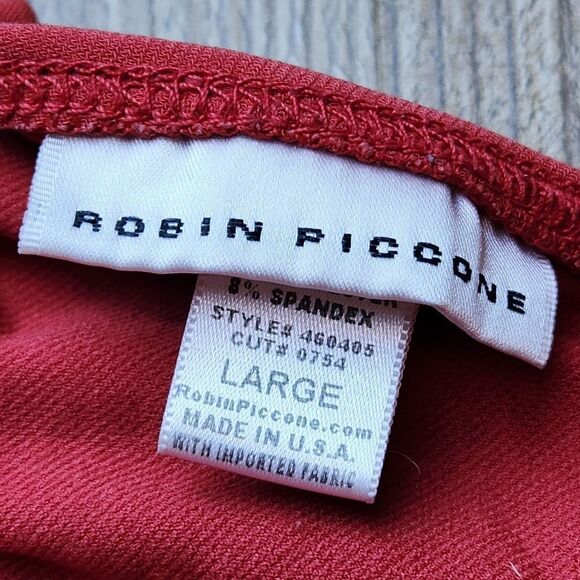 ROBIN PICCONE
8% SPANDEX
STYLE# 460405
CUT# 0754
LARGE
RobinPiccone.com
MADE IN U.S.A.
WITH IMPORTED FABRIC